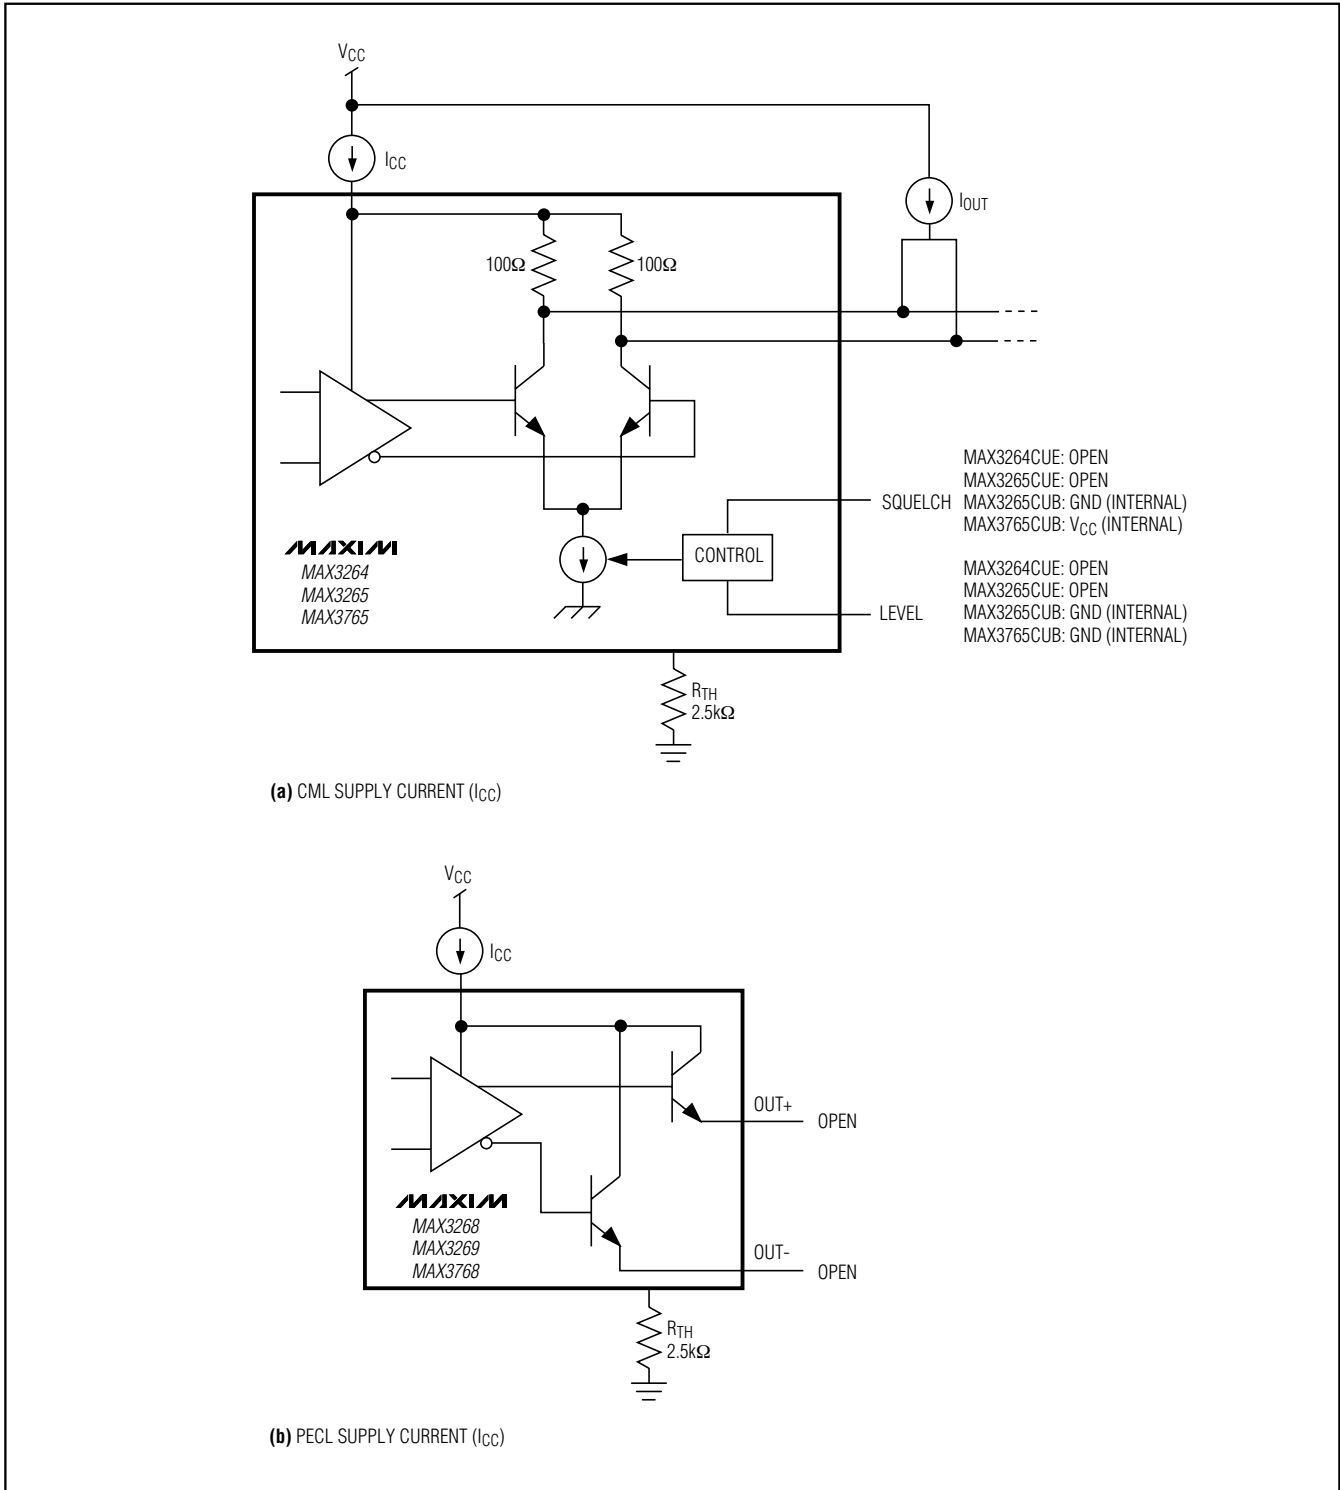 VCC
ICC
IOUT
100Ω
100Ω
MAXIM
MAX3264
MAX3265
MAX3765
CONTROL
SQUELCH
MAX3264CUE: OPEN
MAX3265CUE: OPEN
MAX3265CUB: GND (INTERNAL)
MAX3765CUB: VCC (INTERNAL)
LEVEL
MAX3264CUE: OPEN
MAX3265CUE: OPEN
MAX3265CUB: GND (INTERNAL)
MAX3765CUB: GND (INTERNAL)
RTH
2.5kΩ
(a) CML SUPPLY CURRENT (ICC)
VCC
ICC
OUT+
OPEN
MAXIM
MAX3268
MAX3269
MAX3768
OUT-
OPEN
RTH
2.5kΩ
(b) PECL SUPPLY CURRENT (ICC)